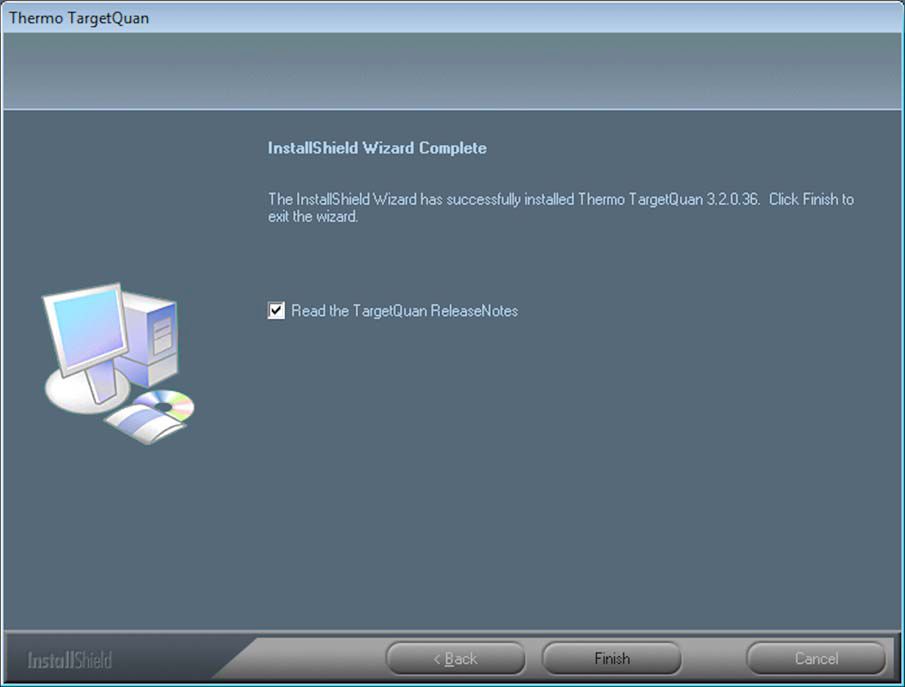 Thermo TargetQuan
InstallShield Wizard Complete
The InstallShield Wizard has successfully installed Thermo TargetQuan 3.2.0.36.  Click Finish to
exit the wizard.
Read the TargetQuan ReleaseNotes
InstallShield
< Back
Finish
Cancel